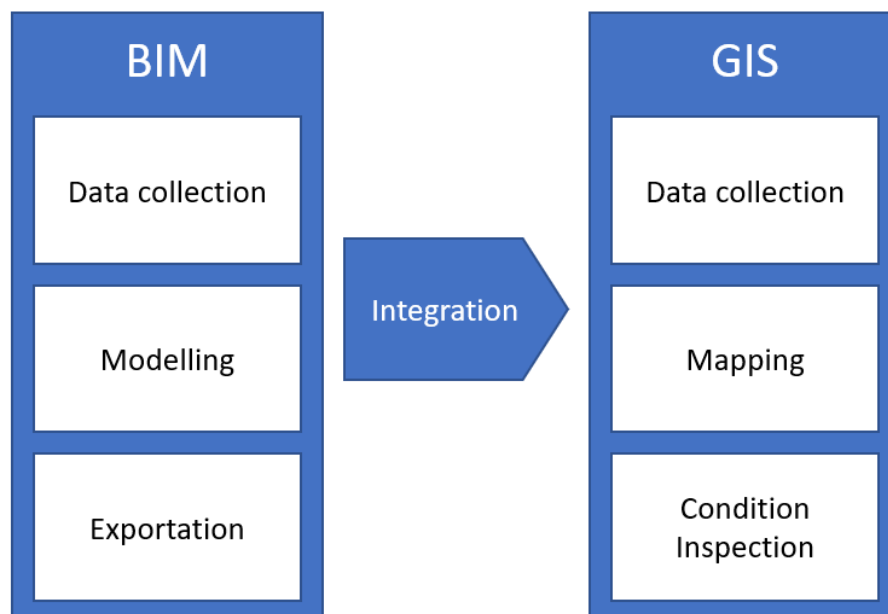 BIM
Data collection
Modelling
Exportation
Integration
GIS
Data collection
Mapping
Condition
Inspection